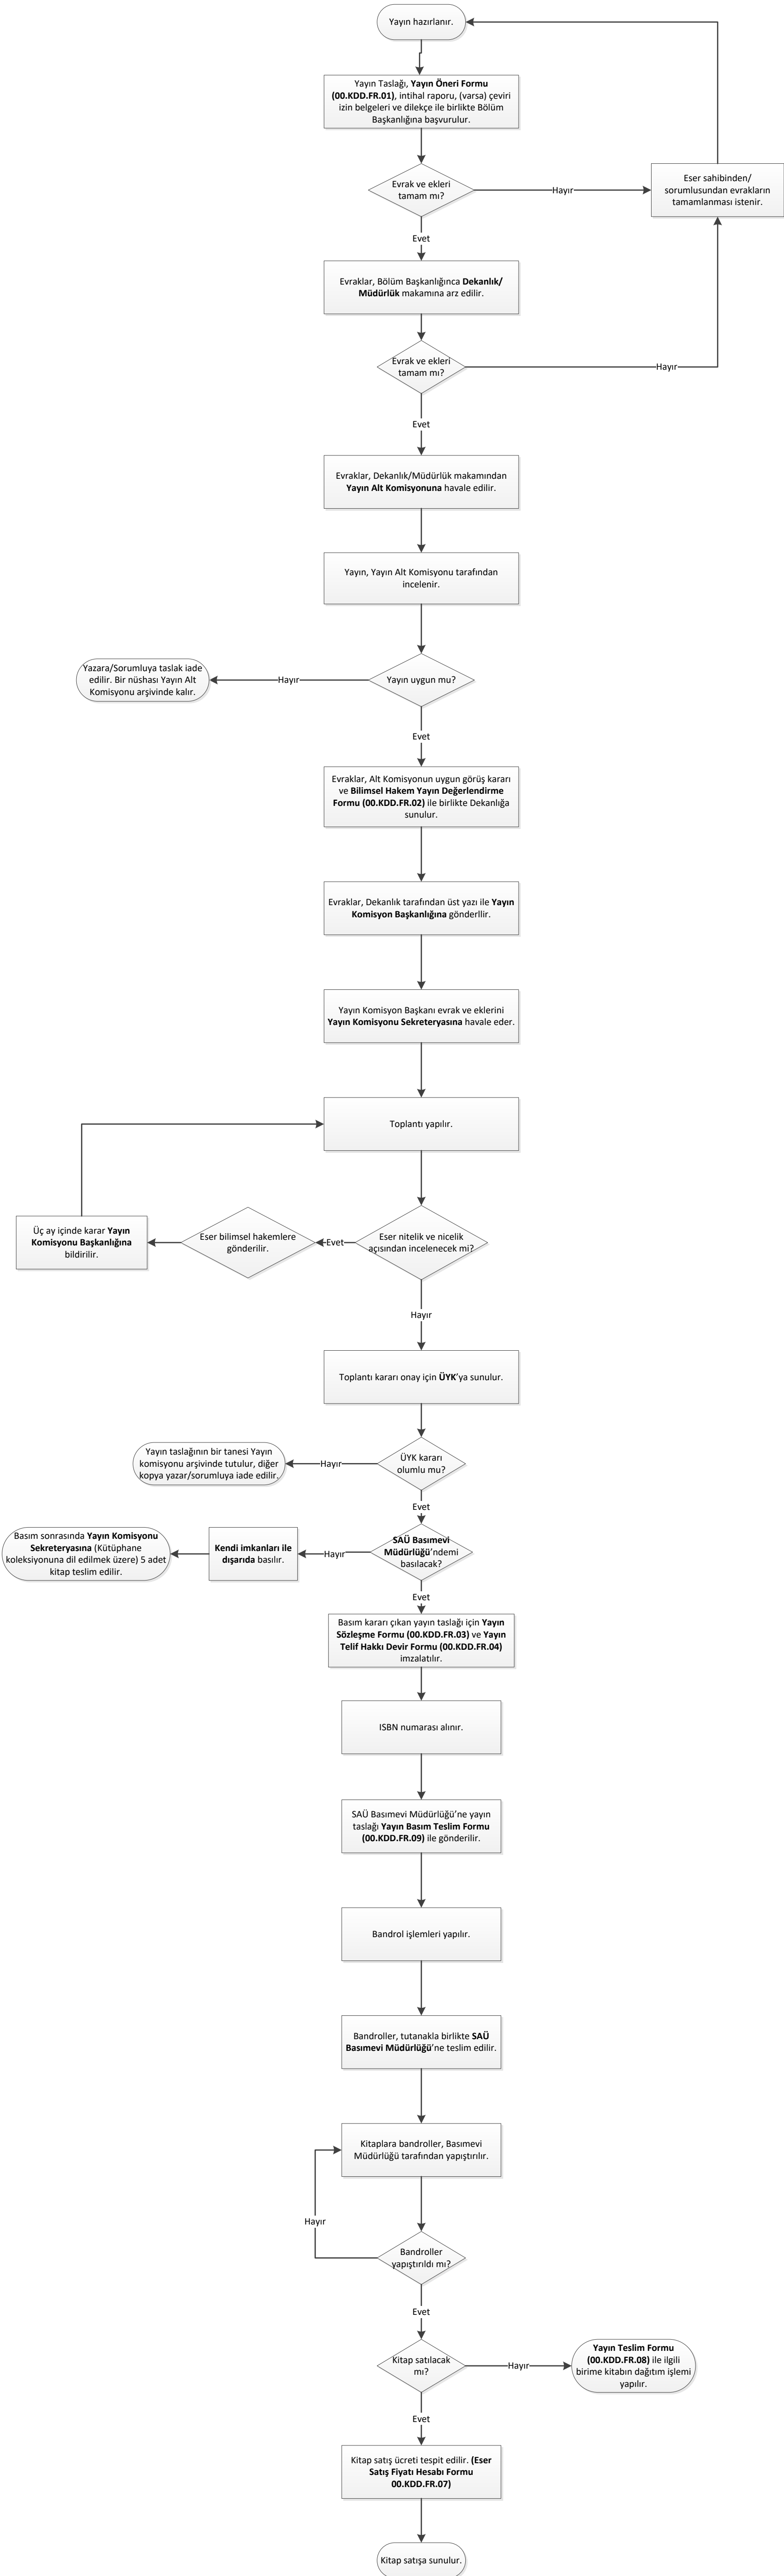 Yayın hazırlanır.
Yayın Taslağı, Yayın Öneri Formu
(00.KDD.FR.01), intihal raporu, (varsa) çeviri
izin belgeleri ve dilekçe ile birlikte Bölüm
Başkanlığına başvurulur.
Evrak ve ekleri
tamam mı?
Hayır
Eser sahibinden/
sorumlusundan evrakların
tamamlanması istenir.
Evet
Evraklar, Bölüm Başkanlığınca Dekanlık/
Müdürlük makamına arz edilir.
Evrak ve ekleri
tamam mı?
Hayır
Evet
Evraklar, Dekanlık/Müdürlük makamından
Yayın Alt Komisyonuna havale edilir.
Yayın, Yayın Alt Komisyonu tarafından
incelenir.
Yayın uygun mu?
Hayır
Yazara/Sorumluya taslak iade
edilir. Bir nüshası Yayın Alt
Komisyonu arşivinde kalır.
Evet
Evraklar, Alt Komisyonun uygun görüş kararı
ve Bilimsel Hakem Yayın Değerlendirme
Formu (00.KDD.FR.02) ile birlikte Dekanlığa
sunulur.
Evraklar, Dekanlık tarafından üst yazı ile Yayın
Komisyon Başkanlığına gönderllir.
Yayın Komisyon Başkanı evrak ve eklerini
Yayın Komisyonu Sekreteryasına havale eder.
Toplantı yapılır.
Eser nitelik ve nicelik
açısından incelenecek mi?
Evet
Eser bilimsel hakemlere
gönderilir.
Üç ay içinde karar Yayın
Komisyonu Başkanlığına
bildirilir.
Hayır
Toplantı kararı onay için ÜYK’ya sunulur.
ÜYK kararı
olumlu mu?
Hayır
Yayın taslağının bir tanesi Yayın
komisyonu arşivinde tutulur, diğer
kopya yazar/sorumluya iade edilir.
Evet
SAÜ Basımevi
Müdürlüğü’ndemi
basılacak?
Hayır
Kendi imkanları ile
dışarıda basılır.
Basım sonrasında Yayın Komisyonu
Sekreteryasına (Kütüphane
koleksiyonuna dil edilmek üzere) 5 adet
kitap teslim edilir.
Evet
Basım kararı çıkan yayın taslağı için Yayın
Sözleşme Formu (00.KDD.FR.03) ve Yayın
Telif Hakkı Devir Formu (00.KDD.FR.04)
imzalatılır.
ISBN numarası alınır.
SAÜ Basımevi Müdürlüğü’ne yayın
taslağı Yayın Basım Teslim Formu
(00.KDD.FR.09) ile gönderilir.
Bandrol işlemleri yapılır.
Bandroller, tutanakla birlikte SAÜ
Basımevi Müdürlüğü’ne teslim edilir.
Kitaplara bandroller, Basımevi
Müdürlüğü tarafından yapıştırılır.
Hayır
Bandroller
yapıştırıldı mı?
Evet
Kitap satılacak
mı?
Hayır
Yayın Teslim Formu
(00.KDD.FR.08) ile ilgili
birime kitabın dağıtım işlemi
yapılır.
Evet
Kitap satış ücreti tespit edilir. (Eser
Satış Fiyatı Hesabı Formu
00.KDD.FR.07)
Kitap satışa sunulur.